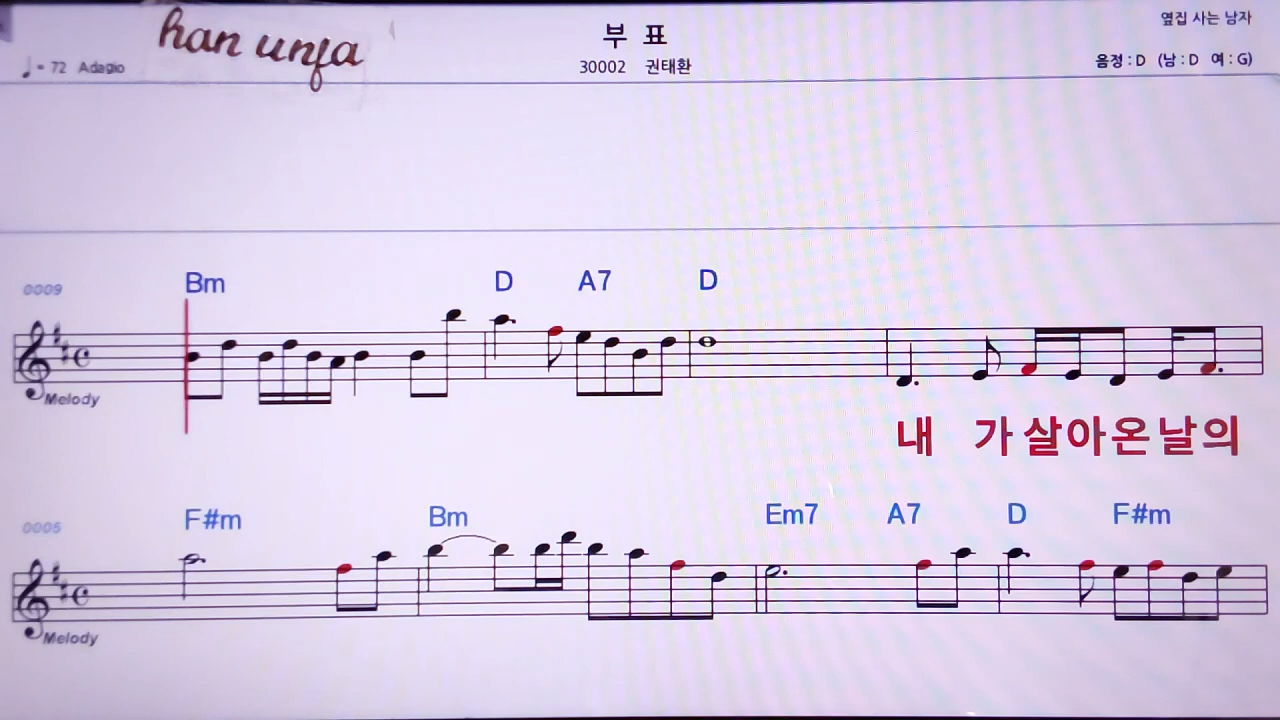 han unja
부 표
옆집 사는 남자
♩ = 72 Adagio
30002 권태환
음정 : D (남 : D 여 : G)
0009
Bm D A7 D
Melody
내 가 살아온날의
0005
F#m Bm Em7 A7 D F#m
Melody